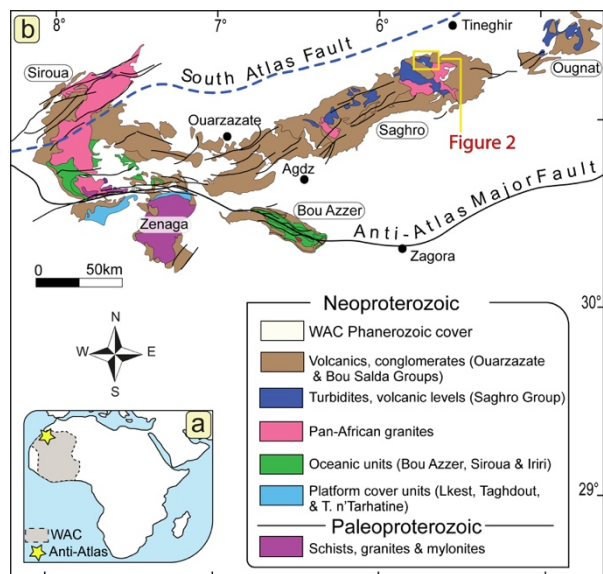 b
8°
7°
6°
Tineghir
Ougnat
Siroua
South Atlas Fault
Ouarzazate
Saghro
Figure 2
Agdz
Anti-Atlas Major Fault
Bou Azzer
Zenaga
Zagora
0 50km
30°
29°
N
W E
S
a
WAC
Anti-Atlas
Neoproterozoic
WAC Phanerozoic cover
Volcanics, conglomerates (Ouarzazate
& Bou Salda Groups)
Turbidites, volcanic levels (Saghro Group)
Pan-African granites
Oceanic units (Bou Azzer, Siroua & Iriri)
Platform cover units (Lkest, Taghdout,
& T. n'Tarhatine)
Paleoproterozoic
Schists, granites & mylonites